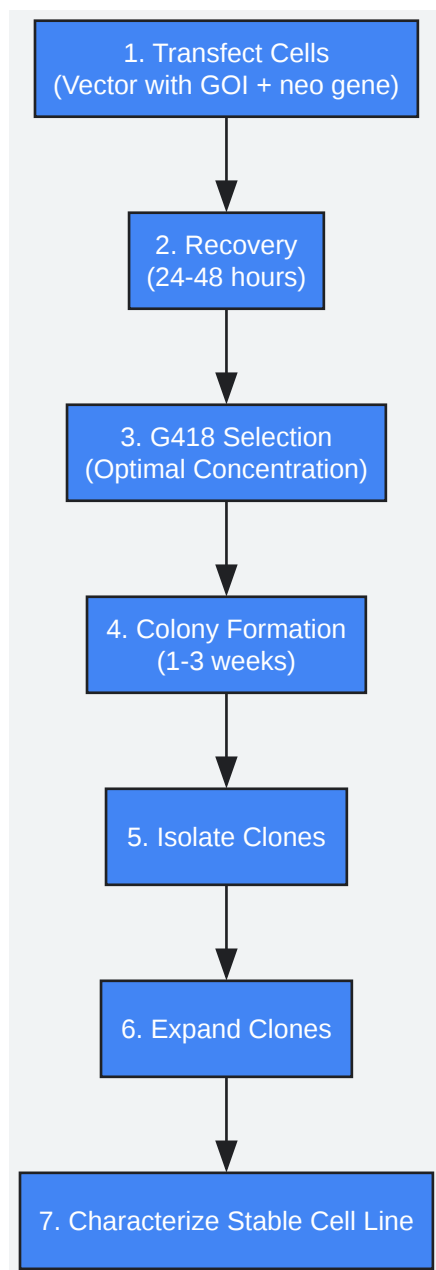 1. Transfect Cells
(Vector with GOI + neo gene)
2. Recovery
(24-48 hours)
3. G418 Selection
(Optimal Concentration)
4. Colony Formation
(1-3 weeks)
5. Isolate Clones
6. Expand Clones
7. Characterize Stable Cell Line